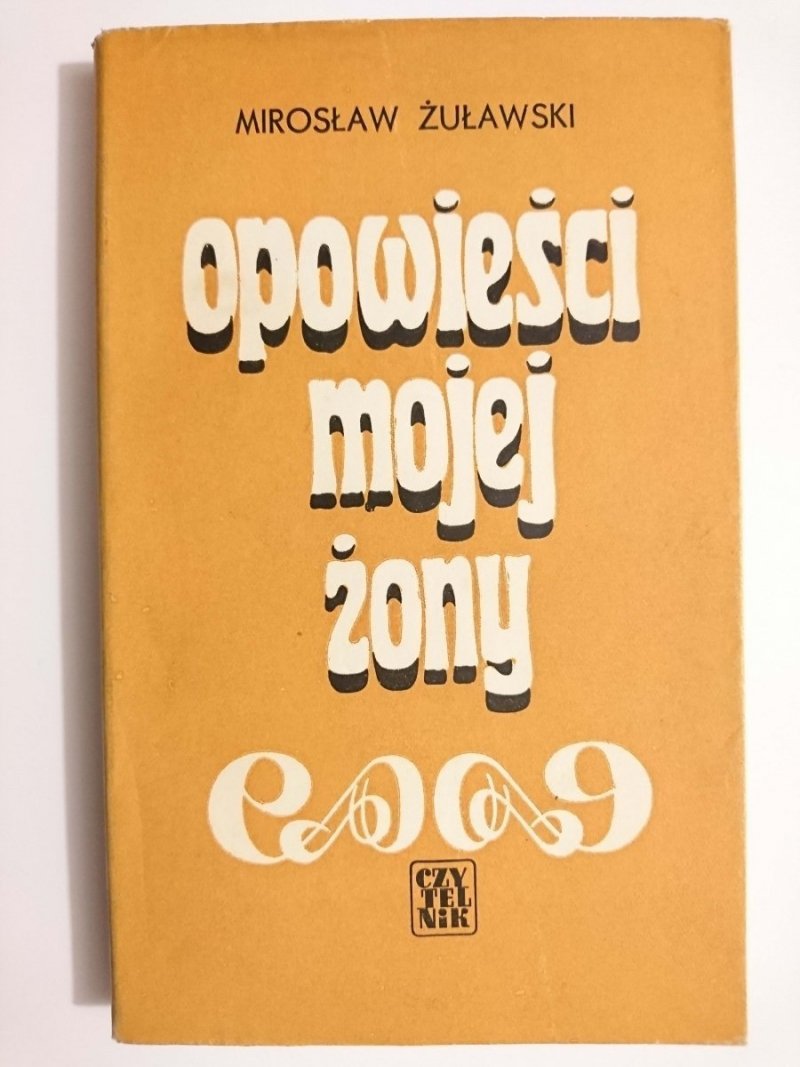 MIROSŁAW ŻUŁAWSKI
opowieści
mojej
żony
CZY
TEL
NiK